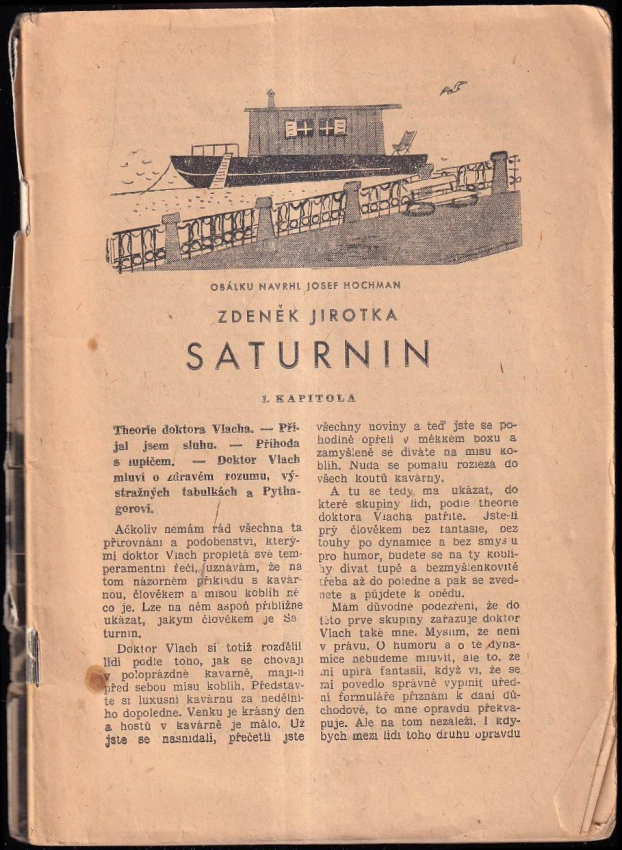 OBÁLKU NAVRHL JOSEF HOCHMAN
ZDENĚK JIROTKA
SATURNIN
I. KAPITOLA
Theorie doktora Vlacha. — Při-
jal jsem sluhu. — Příhoda
s lupičem. — Doktor Vlach
mluví o zdravém rozumu, vý-
stražných tabulkách a Pytha-
gorovi.
Ačkoliv nemám rád všechna ta
přirovnání a podobenství, který-
mi doktor Vlach proplétá své tem-
peramentní řeči, uznávám, že na
tom názorném příkladu s kavár-
nou, člověkem a mísou koblih ně
co je. Lze na něm aspoň přibližně
ukázat, jakým člověkem je Sa
turnin.
Doktor Vlach si totiž rozdělil
lidi podle toho, jak se chovají
v poloprázdné kavárně, mají-li
před sebou mísu koblih. Představ-
te si luxusní kavárnu za nedělní-
ho dopoledne. Venku je krásný den
a hostů v kavárně je málo. Už
jste se nasnídali, přečetli jste
všechny noviny a teď jste se po-
hodlně opřeli v měkkém boxu a
zamyšleně se díváte na mísu ko-
blih. Nuda se pomalu rozlézá do
všech koutů kavárny.
A tu se tedy má ukázat, do
které skupiny lidí, podle theorie
doktora Vlacha patříte. Jste-li
prý člověkem bez fantasie, bez
touhy po dynamice a bez smyslu
pro humor, budete se na ty kobli-
hy dívat tupě a bezmyšlenkovitě
třeba až do poledne a pak se zved-
nete a půjdete k obědu.
Mám důvodné podezření, že do
této prvé skupiny zařazuje doktor
Vlach také mne. Myslím, že není
v právu. O humoru a o té dyna-
mice nebudeme mluvit, ale to, že
mi upírá fantasii, když ví, že se
mi povedlo správně vyplnit úřed-
ní formuláře přiznání k dani dů-
chodové, to mne opravdu překva-
puje. Ale na tom nezáleží. I kdy-
bych mezi lidi toho druhu opravdu